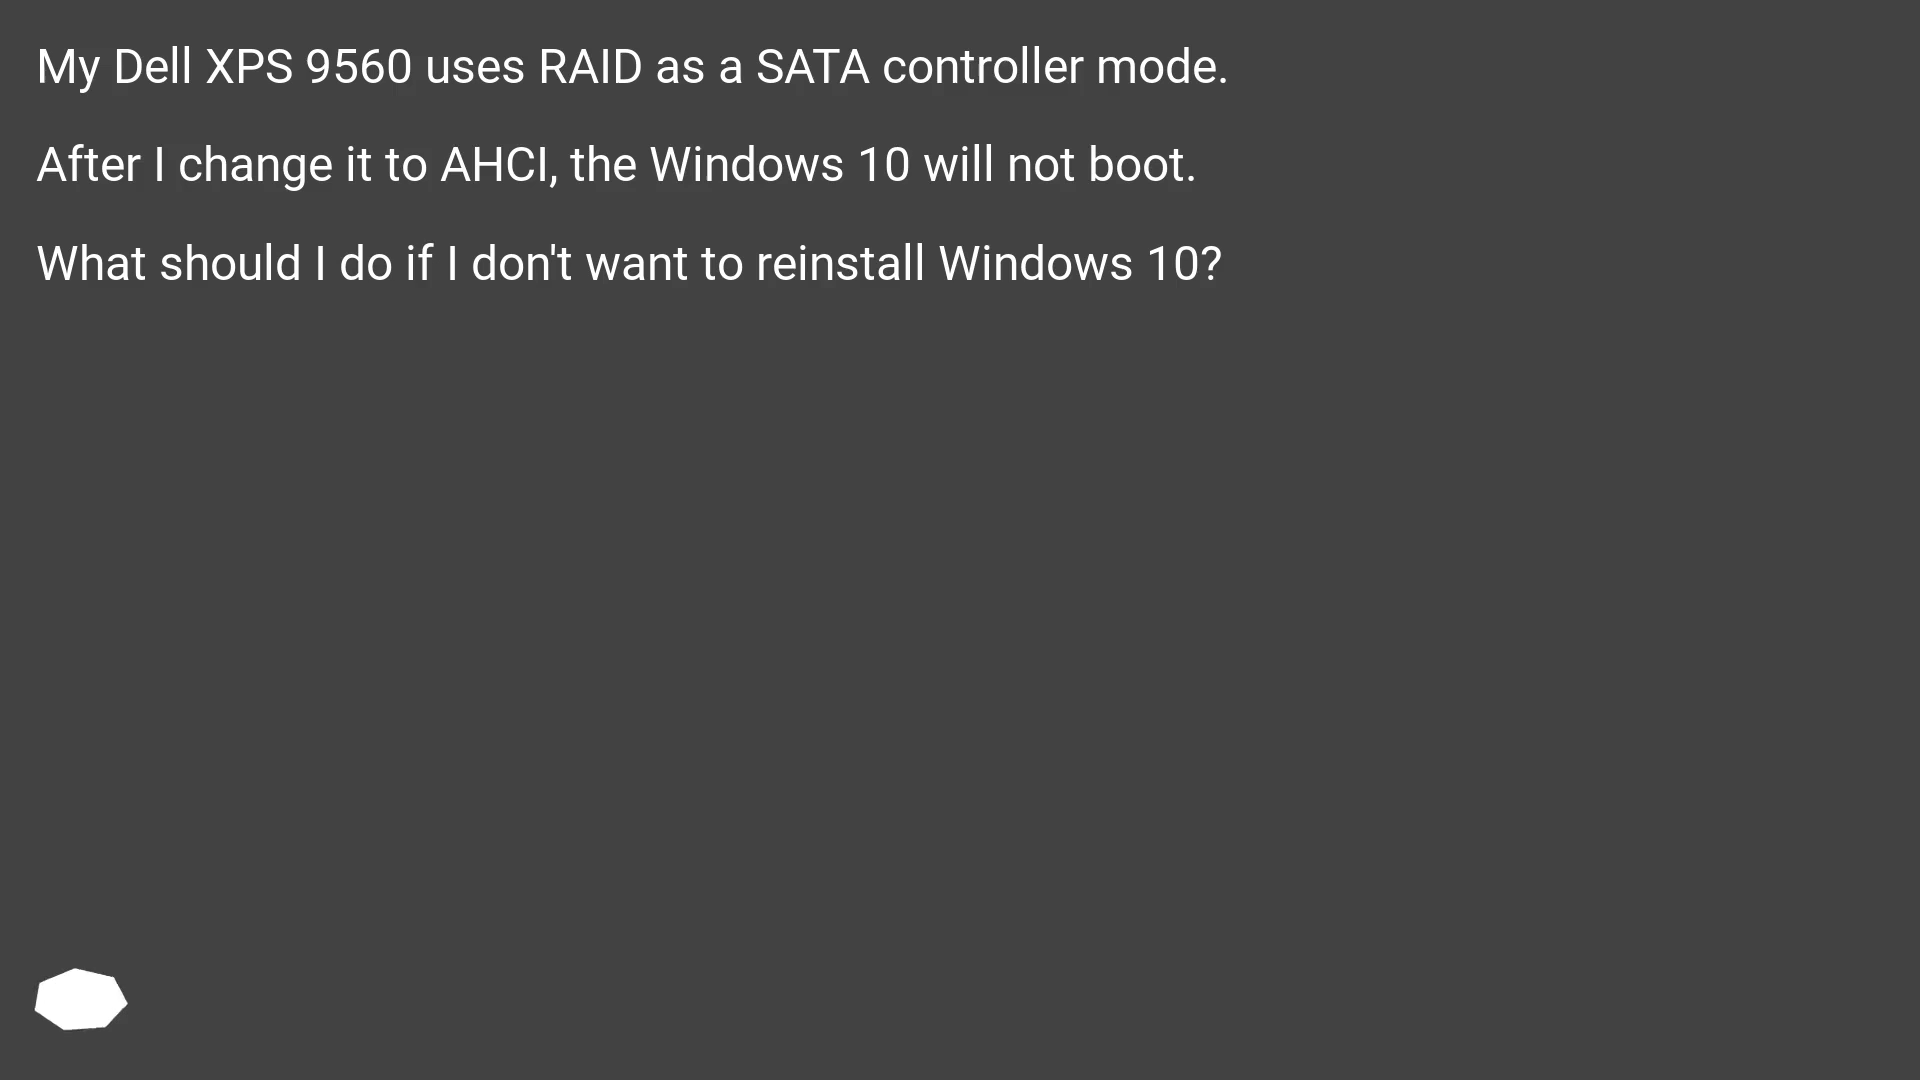 My Dell XPS 9560 uses RAID as a SATA controller mode.
After I change it to AHCI, the Windows 10 will not boot.
What should I do if I don't want to reinstall Windows 10?